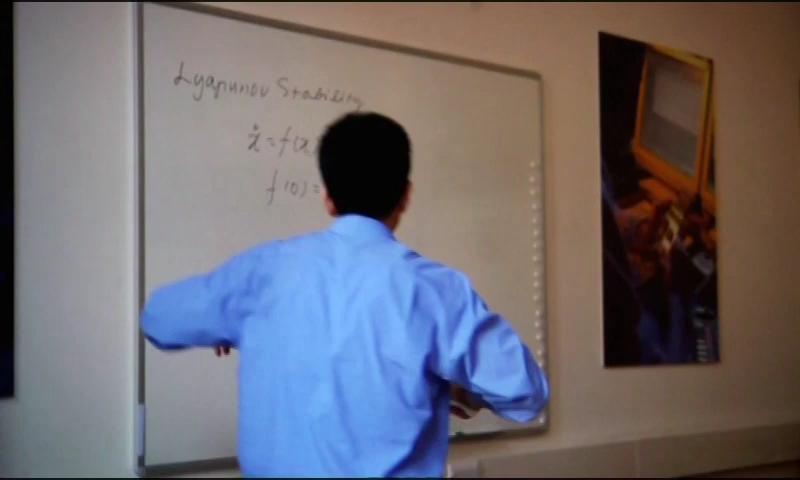 Lyapunov Stability
ẋ = f(x
f(0) =